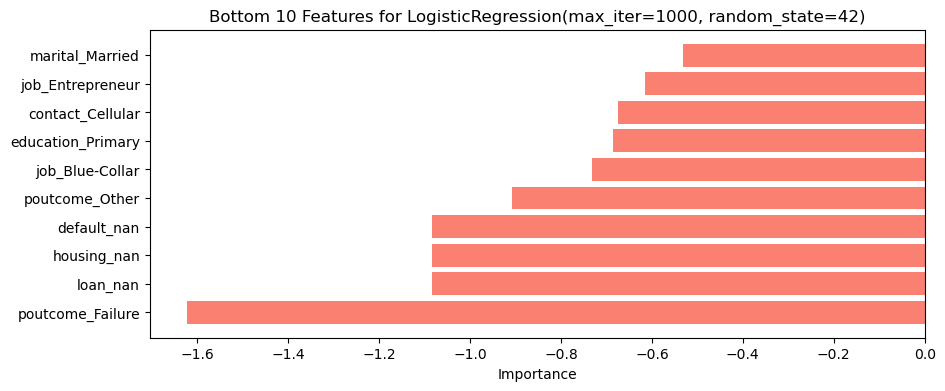 Bottom 10 Features for LogisticRegression(max_iter=1000, random_state=42)
marital_Married
job_Entrepreneur
contact_Cellular
education_Primary
job_Blue-Collar
poutcome_Other
default_nan
housing_nan
loan_nan
poutcome_Failure
−1.6 −1.4 −1.2 −1.0 −0.8 −0.6 −0.4 −0.2 0.0
Importance